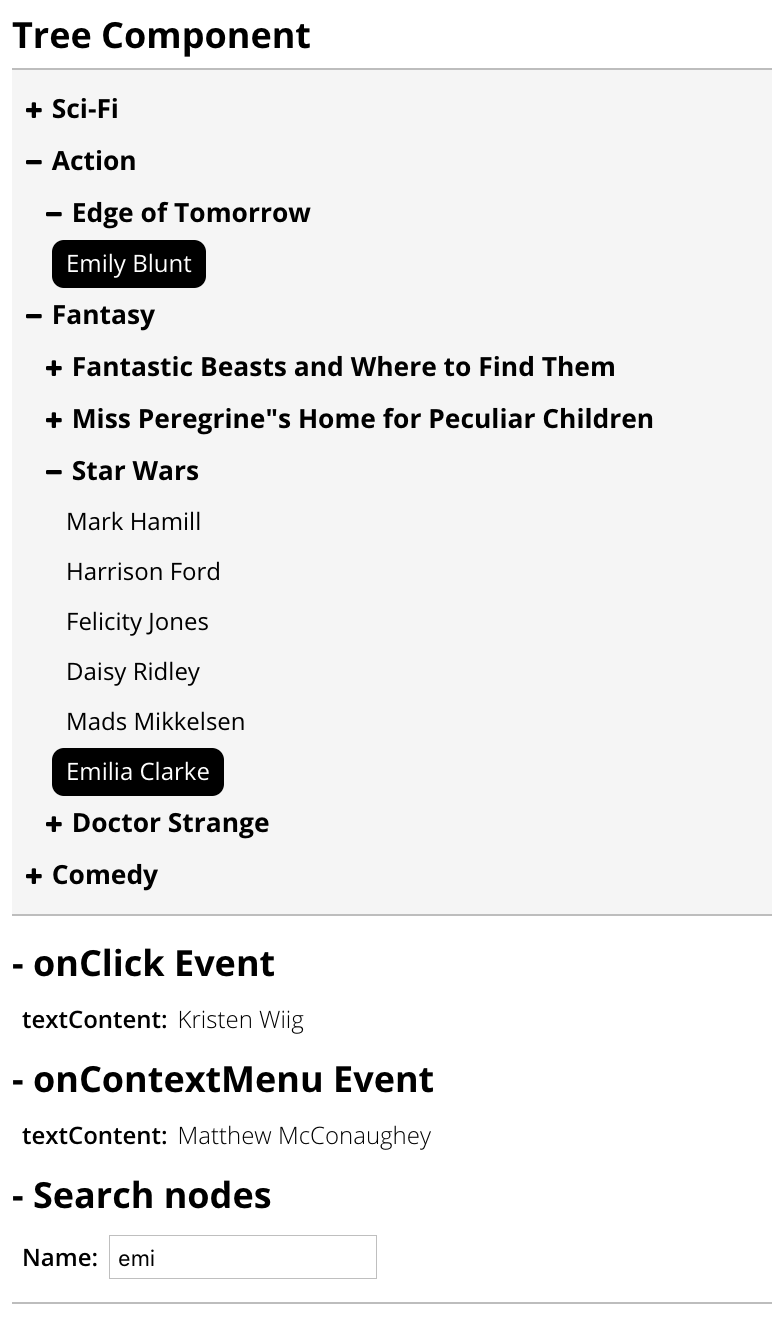 Tree Component
+ Sci-Fi
− Action
− Edge of Tomorrow
Emily Blunt
− Fantasy
+ Fantastic Beasts and Where to Find Them
+ Miss Peregrine"s Home for Peculiar Children
− Star Wars
Mark Hamill
Harrison Ford
Felicity Jones
Daisy Ridley
Mads Mikkelsen
Emilia Clarke
+ Doctor Strange
+ Comedy
- onClick Event
textContent: Kristen Wiig
- onContextMenu Event
textContent: Matthew McConaughey
- Search nodes
Name: emi